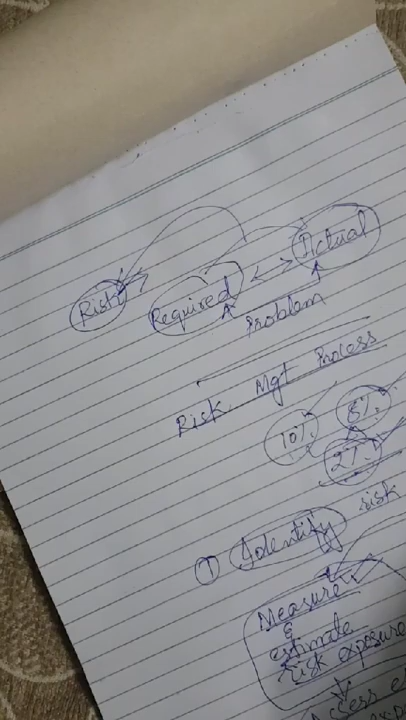 Risk Required <-> Actual
Problem
Risk Mgt Process
10%. 8%.
2%.
① Identify risk
Measure
&
estimate
risk exposure